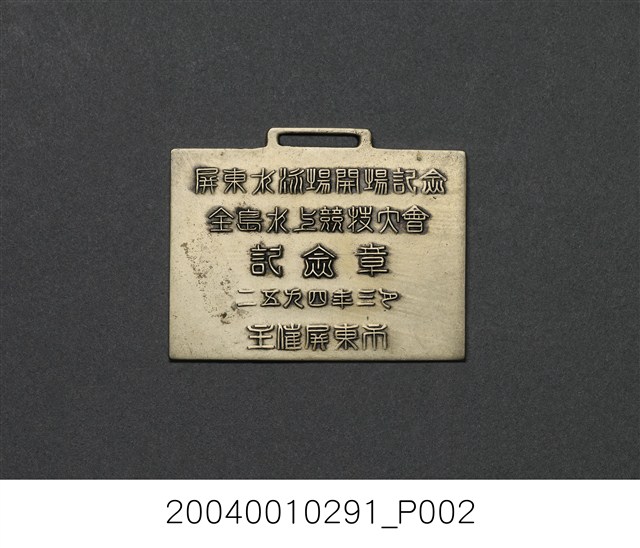 屏東水泳場開場記念
全島水上競技大會
記念章
二五九四年三月
主催屏東市
20040010291_P002